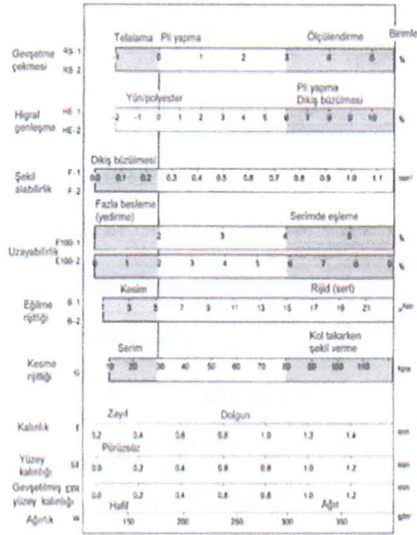 Tefalama Pli yapma Ölçülendirme Birimle
Gevşetme çekmesi RS-1 -1 0 1 2 3 4 5 %
RS-2
Yün/polyester Pli yapma
Dikiş büzülmesi
Higral genleşme HE-1 -2 -1 0 1 2 3 4 5 6 7 8 9 10 %
HE-2
Dikiş büzülmesi
Şekil alabilirlik F-1 0.0 0.1 0.2 0.3 0.4 0.5 0.6 0.7 0.8 0.9 1.0 1.1
F-2
Fazla besleme
(yedirme) Serimde eşleme
Uzayabilirlik E100-1 2 3 4 5 %
E100-2 0 1 2 3 4 5 6 7 8 9 %
Kesim Rijid (sert)
Eğilme rijitliği B-1 3 5 7 9 11 13 15 17 19 21
B-2
Serim Kol takarken
şekil verme
Kesme rijitliği G 10 20 30 40 50 60 70 80 90 100 110
Zayıf Dolgun
Kalınlık T 0.2 0.4 0.6 0.8 1.0 1.2 1.4 mm
Pürüzsüz
Yüzey kalınlığı ST 0.0 0.2 0.4 0.6 0.8 1.0 1.2 mm
Gevşetilmiş yüzey kalınlığı 0.0 0.2 0.4 0.6 0.8 1.0 1.2 mm
Hafif Ağır
Ağırlık W 150 200 250 300 350